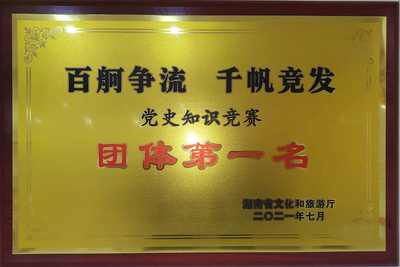 百舸争流 千帆竞发
党史知识竞赛
团体第一名
湖南省文化和旅游厅
二〇二一年七月